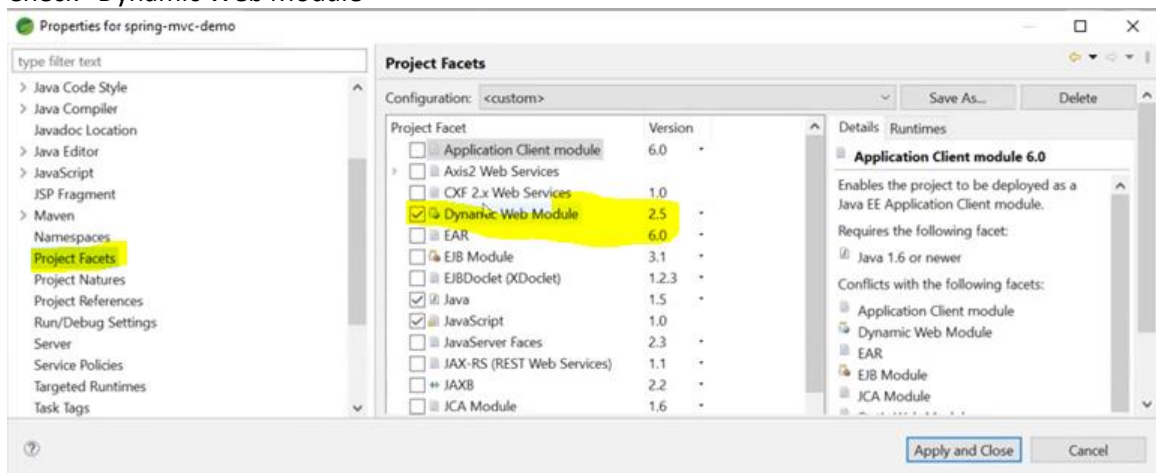 Check "Dynamic Web Module"
Properties for spring-mvc-demo
type filter text
Java Code Style
Java Compiler
Javadoc Location
Java Editor
JavaScript
JSP Fragment
Maven
Namespaces
Project Facets
Project Natures
Project References
Run/Debug Settings
Server
Service Policies
Targeted Runtimes
Task Tags
Project Facets
Configuration: <custom> Save As... Delete
Project Facet Version
Application Client module 6.0
Axis2 Web Services
CXF 2.x Web Services 1.0
Dynamic Web Module 2.5
EAR 6.0
EJB Module 3.1
EJBDoclet (XDoclet) 1.2.3
Java 1.5
JavaScript 1.0
JavaServer Faces 2.3
JAX-RS (REST Web Services) 1.1
JAXB 2.2
JCA Module 1.6
Details Runtimes
Application Client module 6.0
Enables the project to be deployed as a
Java EE Application Client module.
Requires the following facet:
Java 1.6 or newer
Conflicts with the following facets:
Application Client module
Dynamic Web Module
EAR
EJB Module
JCA Module
Apply and Close Cancel